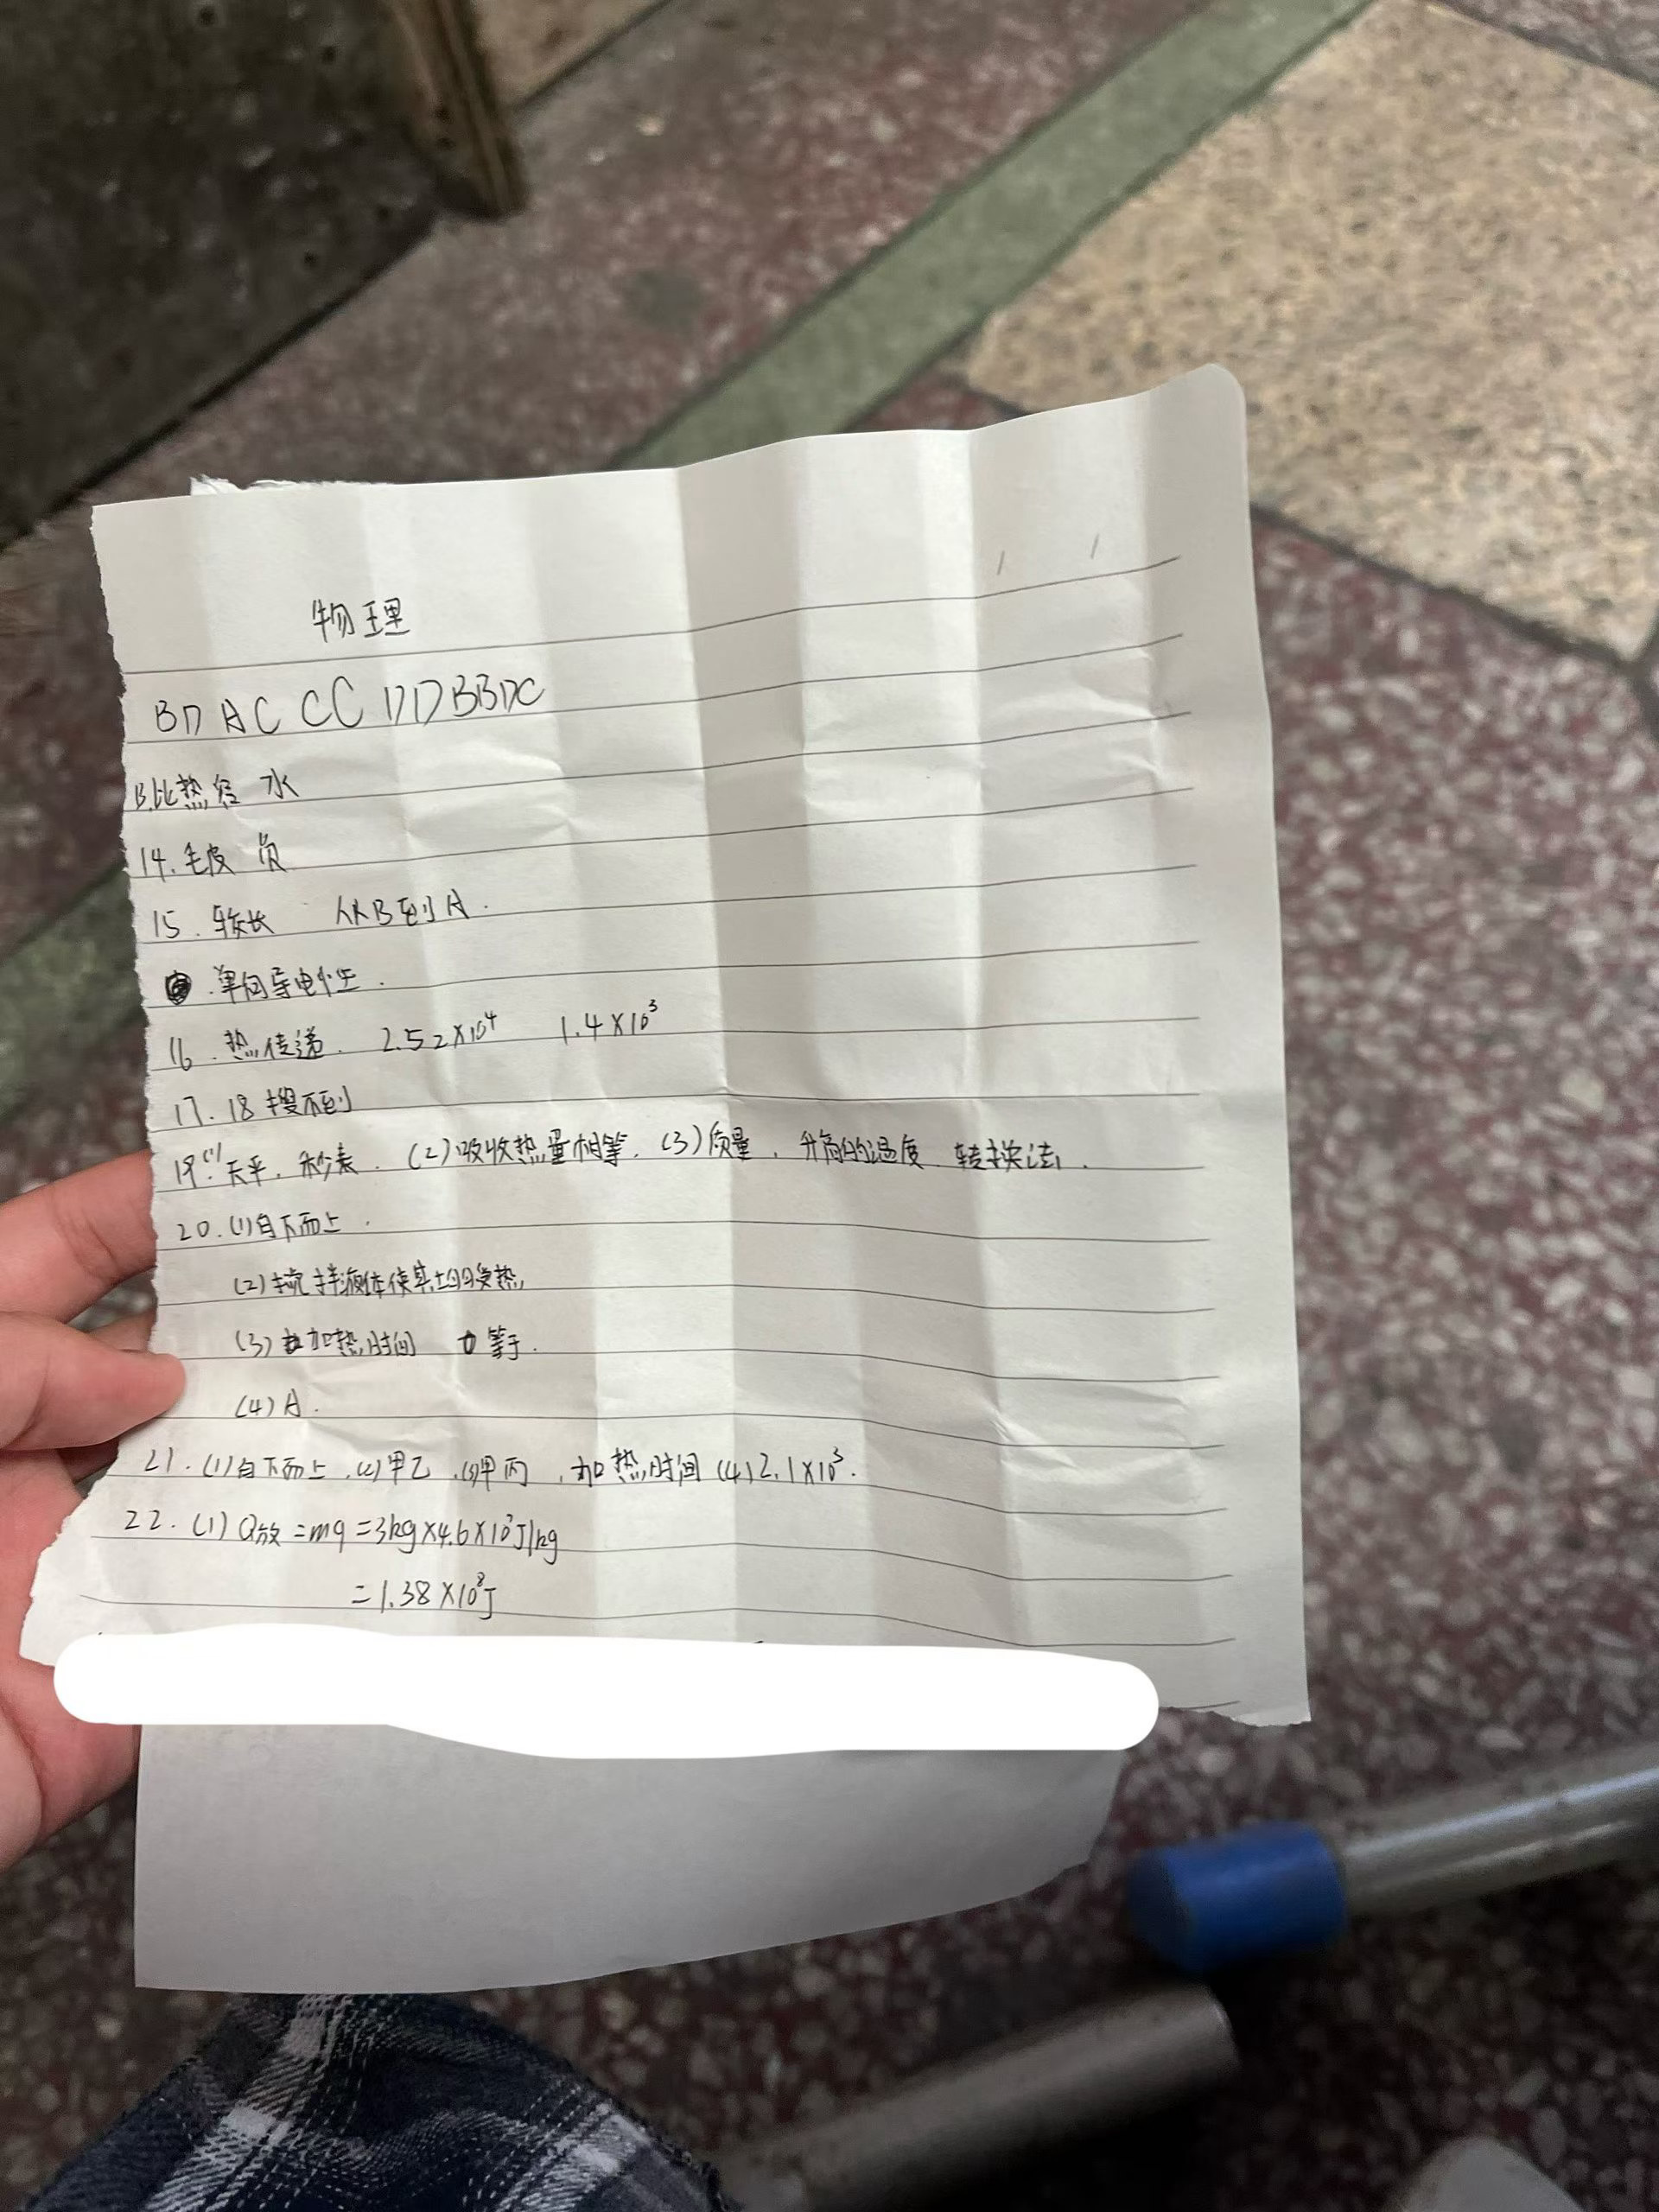 物理
BD AC CC DD BBDC
13.比热容 水
14.毛皮 负
15.较长 从B到A.
.单向导电性.
16.热传递. 2.52×10⁴ 1.4×10³
17.18搜不到
19.(1)天平.秒表.(2)吸收热量相等.(3)质量.升高的温度.转换法.
20.(1)自下而上.
(2)搅拌液体使其均匀受热
(3)加热时间 等于.
(4)A.
21.(1)自下而上.(2)甲乙.(3)甲丙.加热时间(4)2.1×10³.
22.(1)Q放=mq=3kg×4.6×10⁷J/kg
=1.38×10⁸J